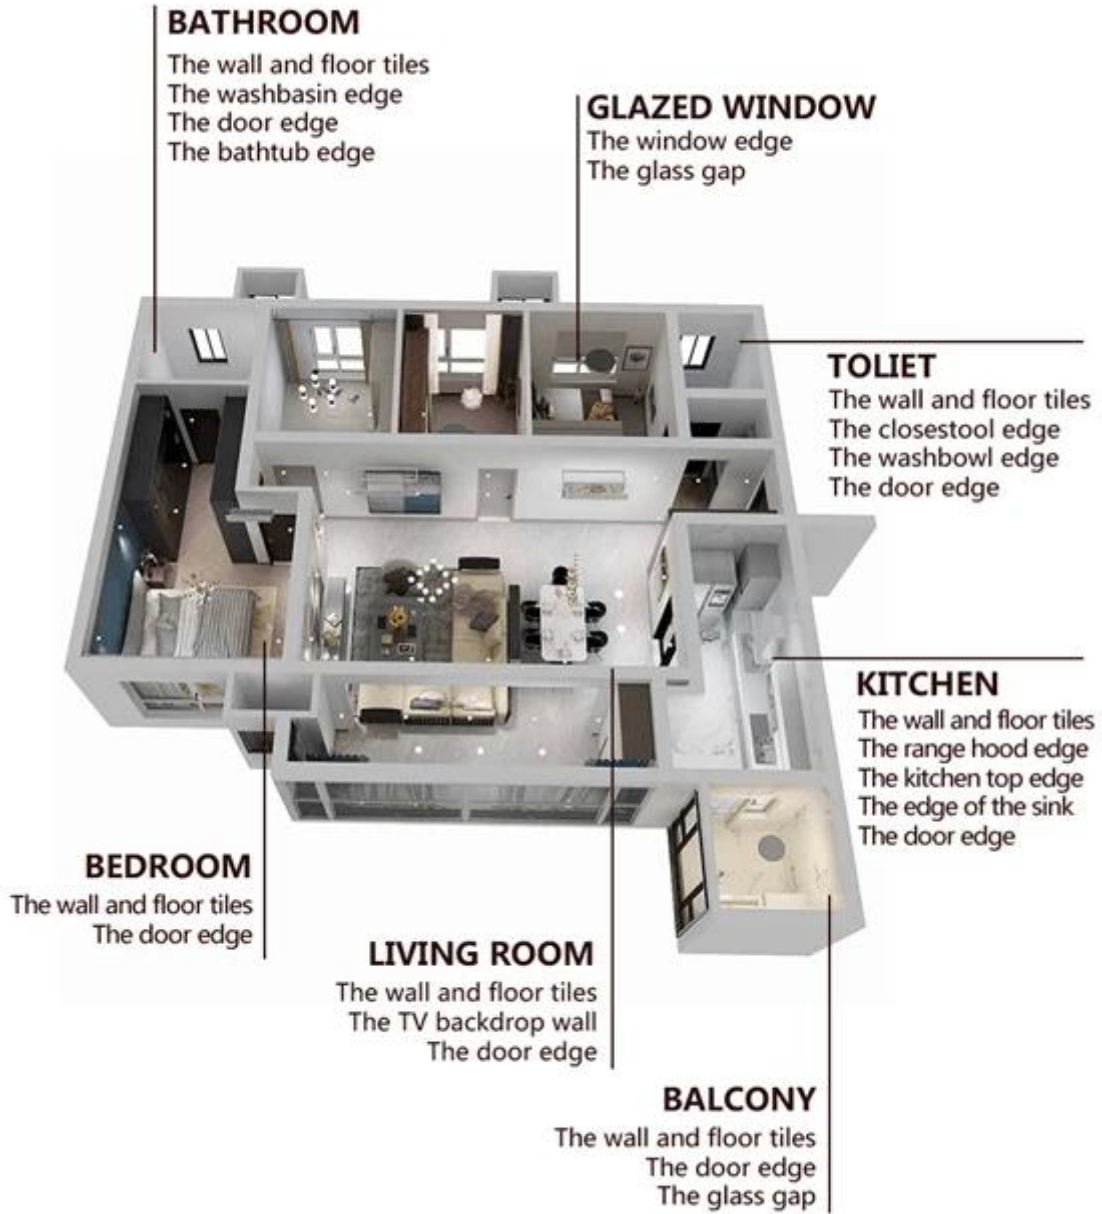 BATHROOM
The wall and floor tiles
The washbasin edge
The door edge
The bathtub edge
GLAZED WINDOW
The window edge
The glass gap
TOLIET
The wall and floor tiles
The closestool edge
The washbowl edge
The door edge
KITCHEN
The wall and floor tiles
The range hood edge
The kitchen top edge
The edge of the sink
The door edge
BEDROOM
The wall and floor tiles
The door edge
LIVING ROOM
The wall and floor tiles
The TV backdrop wall
The door edge
BALCONY
The wall and floor tiles
The door edge
The glass gap